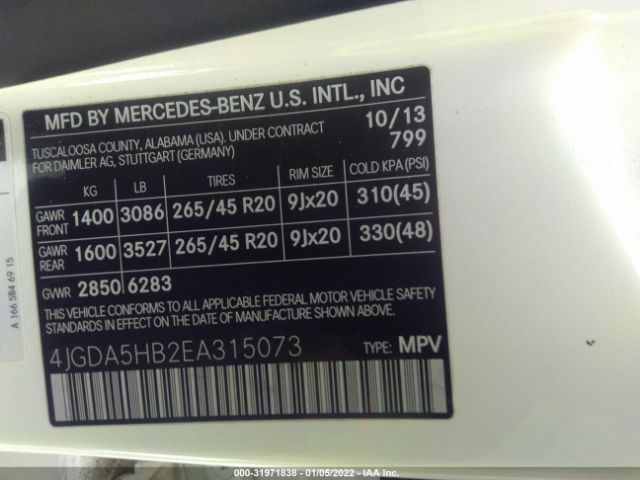 MFD BY MERCEDES-BENZ U.S. INTL., INC
TUSCALOOSA COUNTY, ALABAMA (USA). UNDER CONTRACT
FOR DAIMLER AG, STUTTGART (GERMANY)
10/13
799
KG LB TIRES RIM SIZE COLD KPA (PSI)
GAWR FRONT 1400 3086 265/45 R20 9Jx20 310(45)
GAWR REAR 1600 3527 265/45 R20 9Jx20 330(48)
GVWR 2850 6283
THIS VEHICLE CONFORMS TO ALL APPLICABLE FEDERAL MOTOR VEHICLE SAFETY
STANDARDS IN EFFECT ON THE DATE OF MANUFACTURE SHOWN ABOVE.
4JGDA5HB2EA315073 TYPE: MPV
A 166 584 69 15
000-31971838 - 01/05/2022 - IAA Inc.